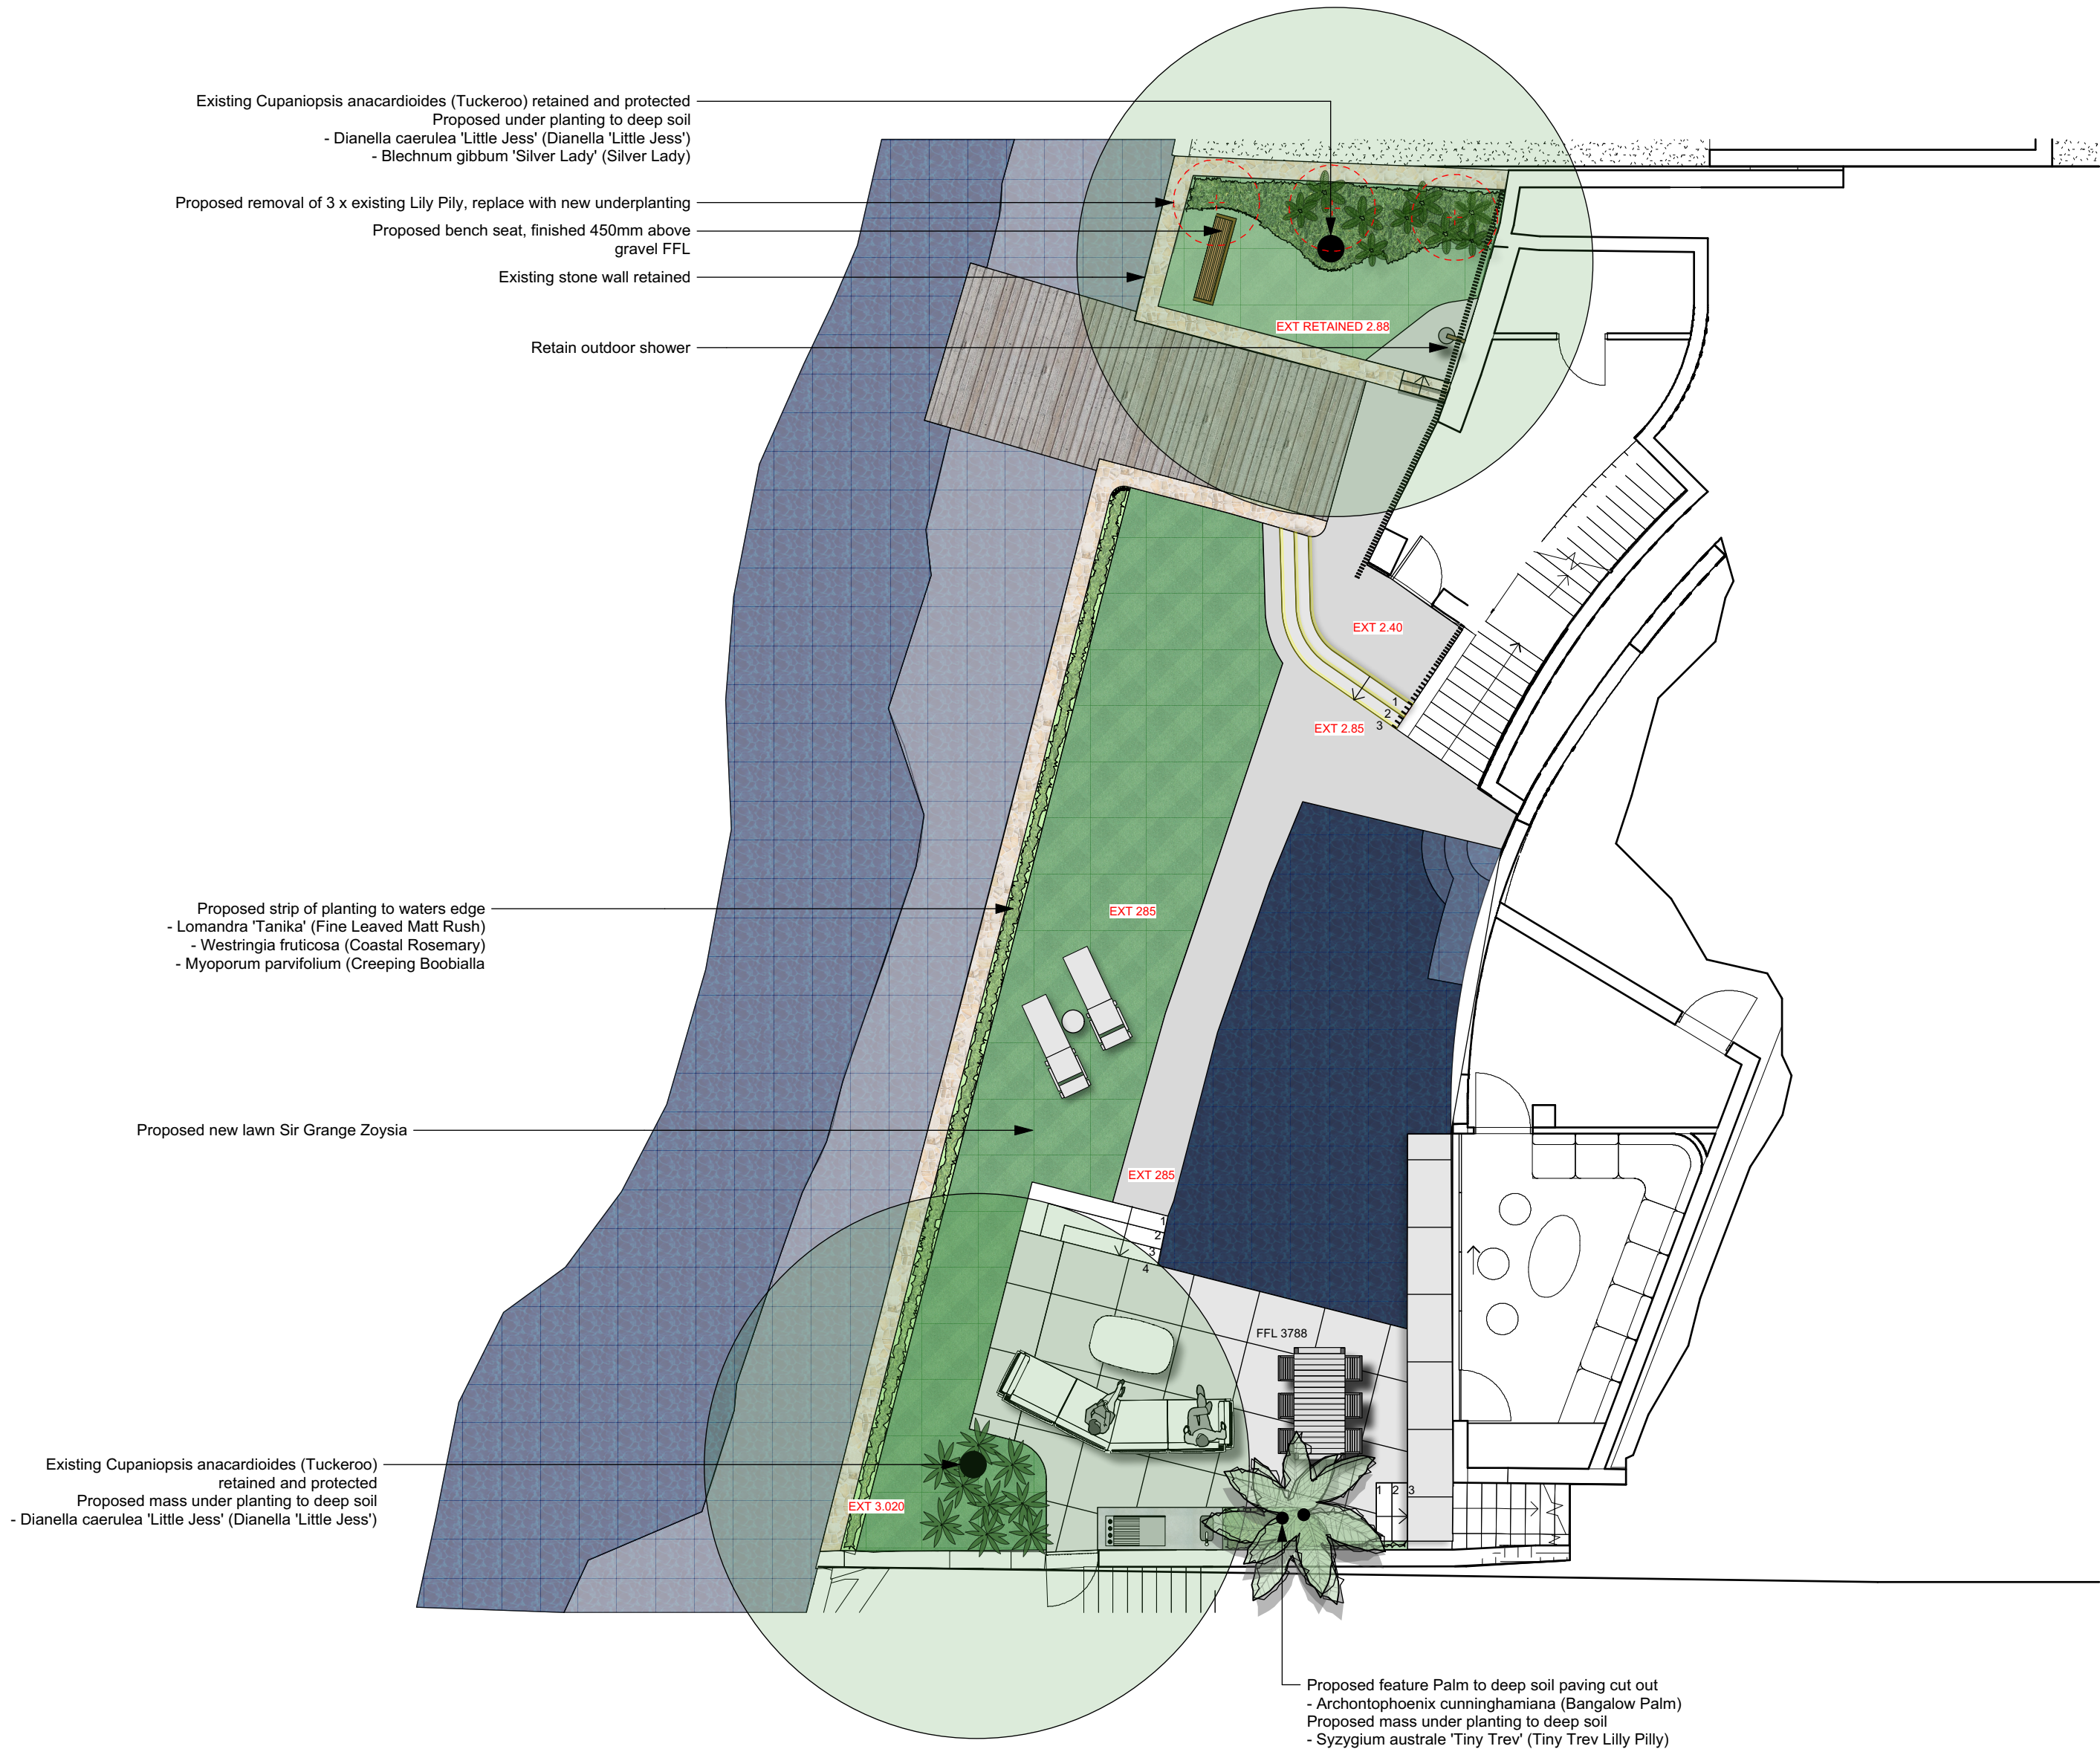 Existing Cupaniopsis anacardioides (Tuckeroo) retained and protected
Proposed under planting to deep soil
- Dianella caerulea 'Little Jess' (Dianella 'Little Jess')
- Blechnum gibbum 'Silver Lady' (Silver Lady)
Proposed removal of 3 x existing Lily Pily, replace with new underplanting
Proposed bench seat, finished 450mm above
gravel FFL
Existing stone wall retained
EXT RETAINED 2.88
Retain outdoor shower
EXT 2.40
1
2
3
EXT 2.85
Proposed strip of planting to waters edge
- Lomandra 'Tanika' (Fine Leaved Matt Rush)
- Westringia fruticosa (Coastal Rosemary)
- Myoporum parvifolium (Creeping Boobialla
EXT 285
Proposed new lawn Sir Grange Zoysia
EXT 285
1
2
3
4
FFL 3788
Existing Cupaniopsis anacardioides (Tuckeroo)
retained and protected
Proposed mass under planting to deep soil
- Dianella caerulea 'Little Jess' (Dianella 'Little Jess')
EXT 3.020
1 2 3
Proposed feature Palm to deep soil paving cut out
- Archontophoenix cunninghamiana (Bangalow Palm)
Proposed mass under planting to deep soil
- Syzygium australe 'Tiny Trev' (Tiny Trev Lilly Pilly)